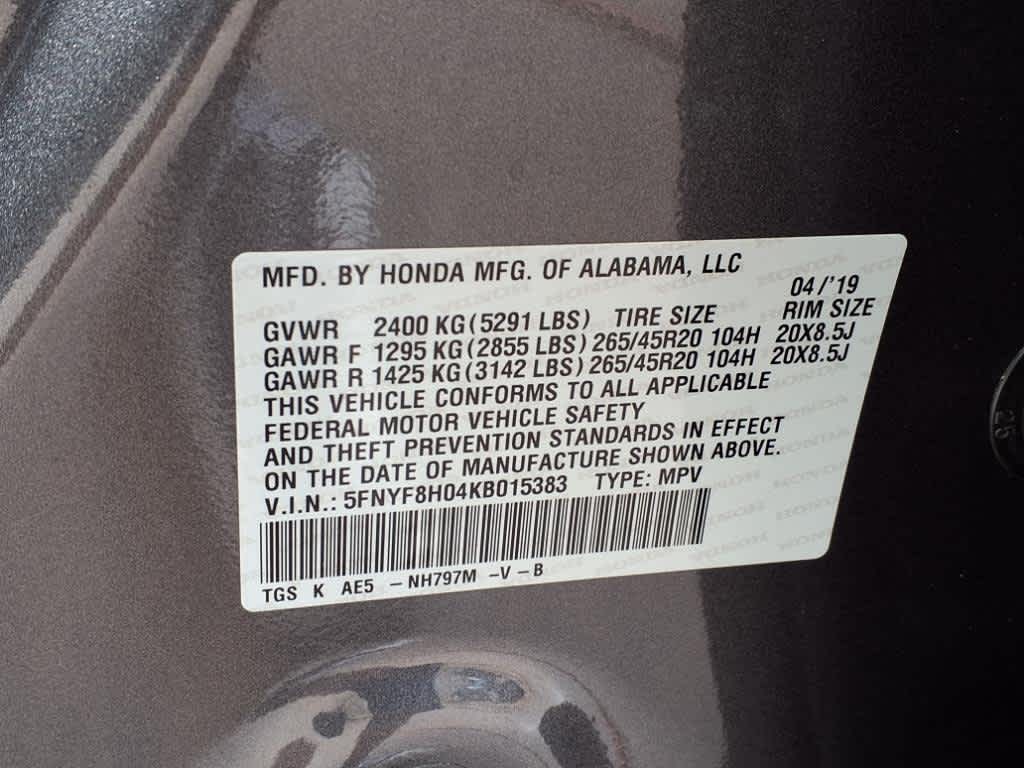 MFD. BY HONDA MFG. OF ALABAMA, LLC
04/'19
GVWR 2400 KG (5291 LBS) TIRE SIZE RIM SIZE
GAWR F 1295 KG (2855 LBS) 265/45R20 104H 20X8.5J
GAWR R 1425 KG (3142 LBS) 265/45R20 104H 20X8.5J
THIS VEHICLE CONFORMS TO ALL APPLICABLE
FEDERAL MOTOR VEHICLE SAFETY
AND THEFT PREVENTION STANDARDS IN EFFECT
ON THE DATE OF MANUFACTURE SHOWN ABOVE.
V.I.N.: 5FNYF8H04KB015383 TYPE: MPV
TGS K AE5 -NH797M -V-B
25